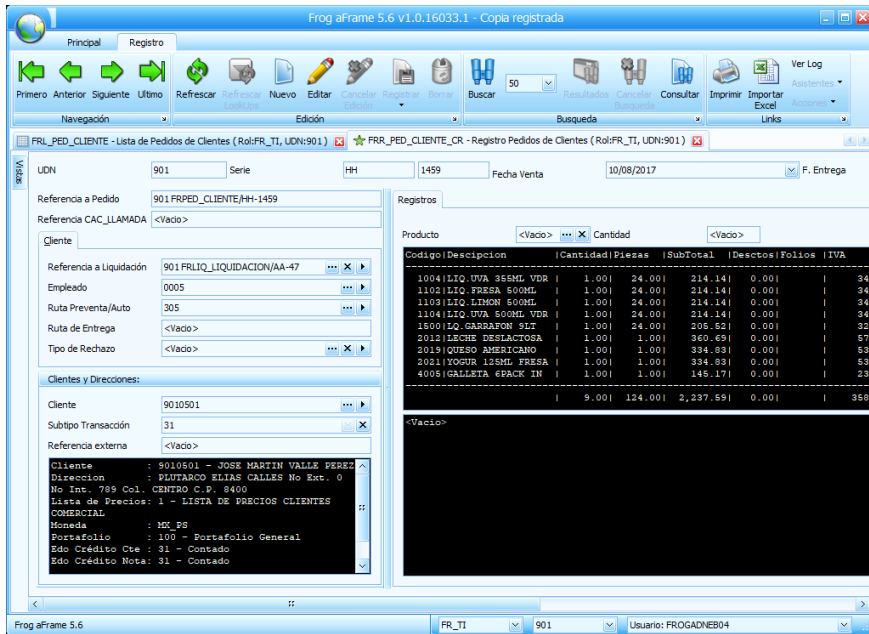 Frog aFrame 5.6 v1.0.16033.1 - Copia registrada
Principal Registro
Primero Anterior Siguiente Ultimo Refrescar Refrescar LookUps Nuevo Editar Cancelar Edición Registrar Borrar Buscar 50 Resultados Cancelar Busqueda Consultar Imprimir Importar Excel Ver Log Asistentes Acciones
Navegación Edición Busqueda Links
FRL_PED_CLIENTE - Lista de Pedidos de Clientes ( Rol:FR_TI, UDN:901 ) FRR_PED_CLIENTE_CR - Registro Pedidos de Clientes ( Rol:FR_TI, UDN:901 )
Vistas
UDN 901 Serie HH 1459 Fecha Venta 10/08/2017 F. Entrega
Referencia a Pedido 901 FRPED_CLIENTE/HH-1459
Referencia CAC_LLAMADA <Vacio>
Cliente
Referencia a Liquidación 901 FRLIQ_LIQUIDACION/AA-47
Empleado 0005
Ruta Preventa/Auto 305
Ruta de Entrega <Vacio>
Tipo de Rechazo <Vacio>
Clientes y Direcciones:
Cliente 9010501
Subtipo Transacción 31
Referencia externa <Vacio>
Cliente : 9010501 - JOSE MARTIN VALLE PEREZ
Direccion : PLUTARCO ELIAS CALLES No Ext. 0
No Int. 789 Col. CENTRO C.P. 8400
Lista de Precios: 1 - LISTA DE PRECIOS CLIENTES
COMERCIAL
Moneda : MX_PS
Portafolio : 100 - Portafolio General
Edo Crédito Cte : 31 - Contado
Edo Crédito Nota: 31 - Contado
Registros
Producto <Vacio> Cantidad <Vacio>
Codigo|Descipcion |Cantidad|Piezas |SubTotal |Desctos|Folios |IVA
1004|LIQ.UVA 355ML VDR | 1.00| 24.00| 214.14| 0.00| | 34
1102|LIQ.FRESA 500ML | 1.00| 24.00| 214.14| 0.00| | 34
1103|LIQ.LIMON 500ML | 1.00| 24.00| 214.14| 0.00| | 34
1104|LIQ.UVA 500ML VDR | 1.00| 24.00| 214.14| 0.00| | 34
1500|LQ.GARRAFON 9LT | 1.00| 24.00| 205.52| 0.00| | 32
2012|LECHE DESLACTOSA | 1.00| 1.00| 360.69| 0.00| | 57
2019|QUESO AMERICANO | 1.00| 1.00| 334.83| 0.00| | 53
2021|YOGUR 125ML FRESA | 1.00| 1.00| 334.83| 0.00| | 53
4005|GALLETA 6PACK IN | 1.00| 1.00| 145.17| 0.00| | 23
| 9.00| 124.00| 2,237.59| 0.00| | 358
<Vacio>
Frog aFrame 5.6 FR_TI 901 Usuario: FROGADNEB04